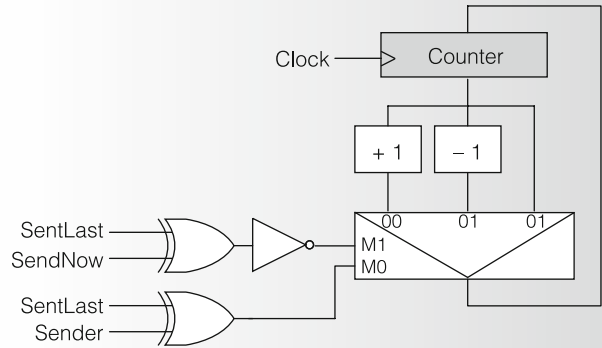 Clock
Counter
+ 1
– 1
00 01 01
SentLast
SendNow
M1
M0
SentLast
Sender